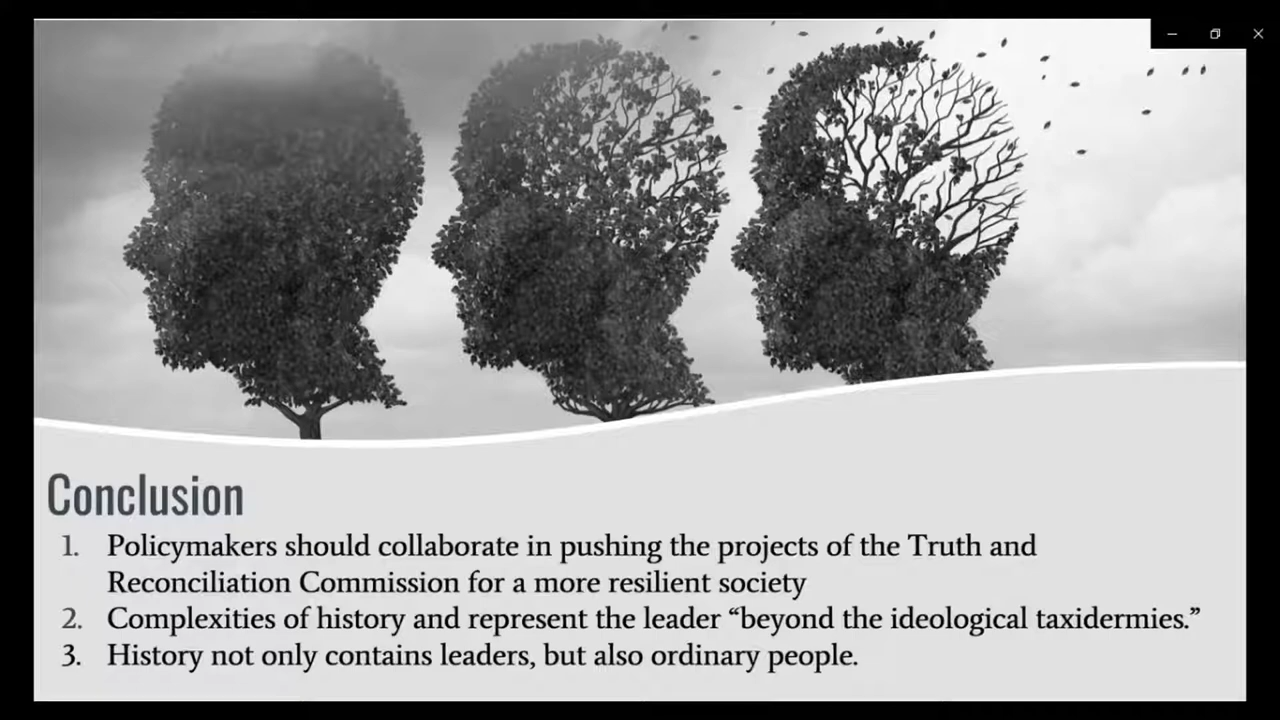 Conclusion
1. Policymakers should collaborate in pushing the projects of the Truth and
Reconciliation Commission for a more resilient society
2. Complexities of history and represent the leader “beyond the ideological taxidermies.”
3. History not only contains leaders, but also ordinary people.